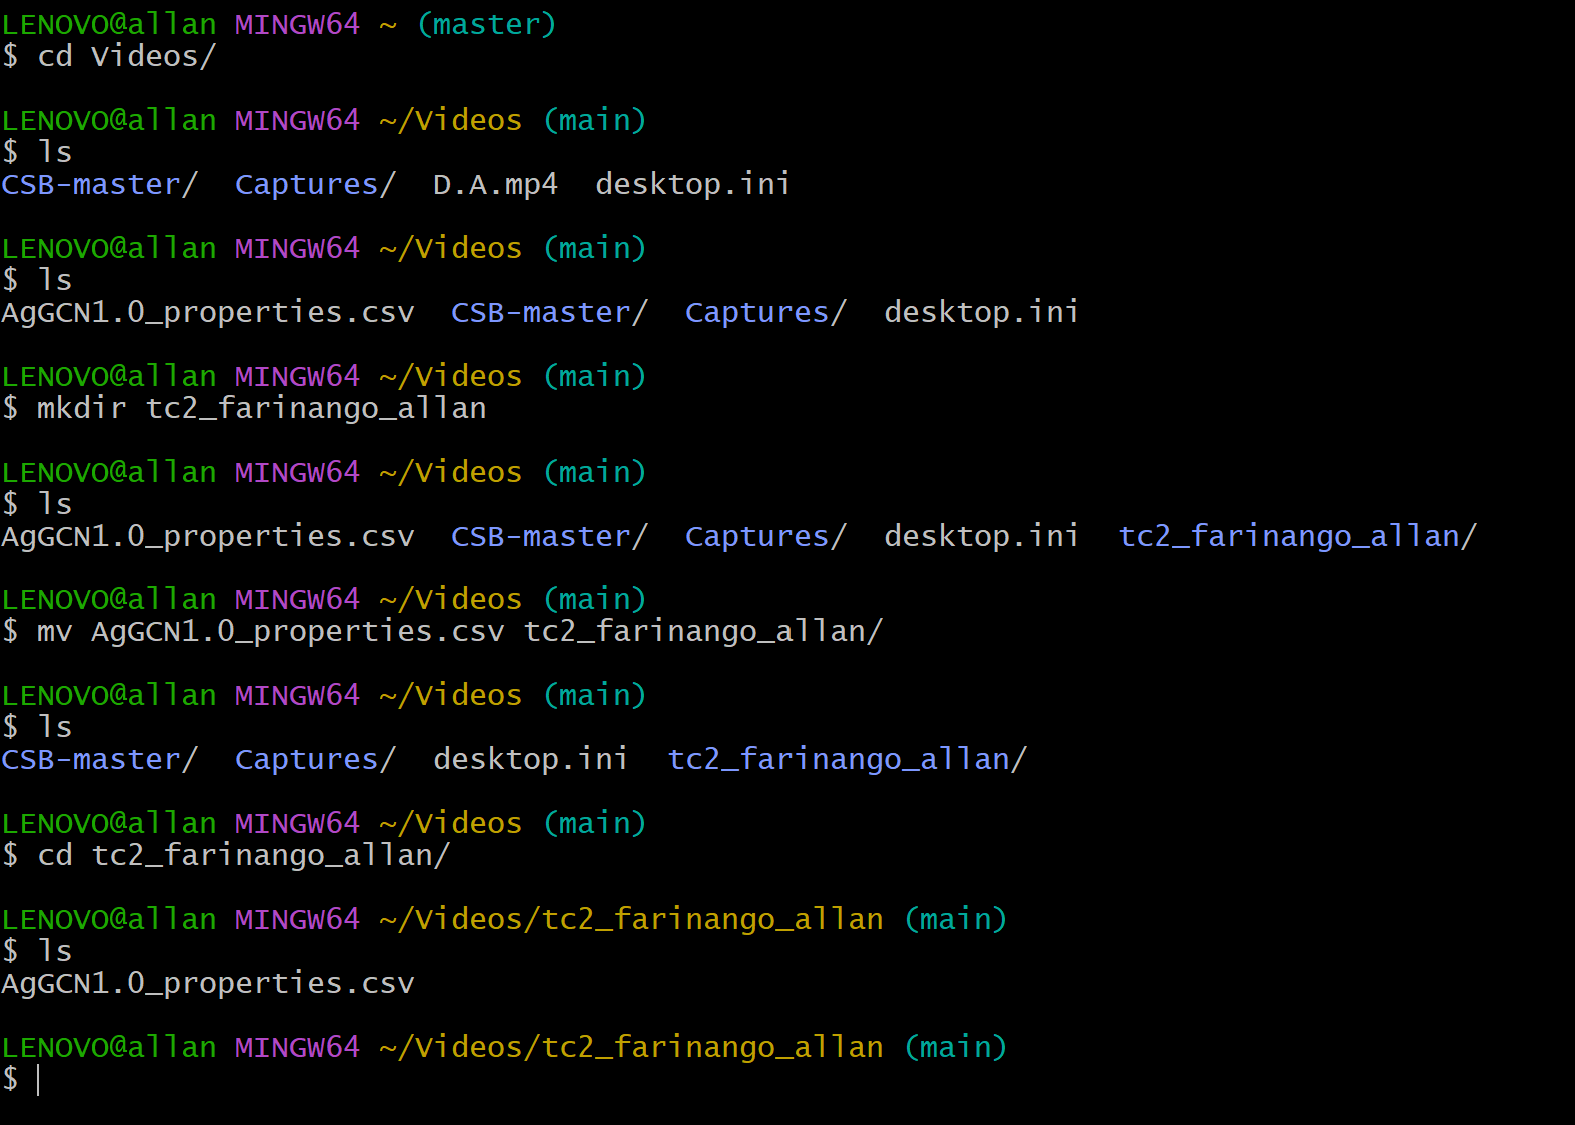 LENOVO@allan MINGW64 ~ (master)
$ cd Videos/
LENOVO@allan MINGW64 ~/Videos (main)
$ ls
CSB-master/  Captures/  D.A.mp4  desktop.ini
LENOVO@allan MINGW64 ~/Videos (main)
$ ls
AgGCN1.0_properties.csv  CSB-master/  Captures/  desktop.ini
LENOVO@allan MINGW64 ~/Videos (main)
$ mkdir tc2_farinango_allan
LENOVO@allan MINGW64 ~/Videos (main)
$ ls
AgGCN1.0_properties.csv  CSB-master/  Captures/  desktop.ini  tc2_farinango_allan/
LENOVO@allan MINGW64 ~/Videos (main)
$ mv AgGCN1.0_properties.csv tc2_farinango_allan/
LENOVO@allan MINGW64 ~/Videos (main)
$ ls
CSB-master/  Captures/  desktop.ini  tc2_farinango_allan/
LENOVO@allan MINGW64 ~/Videos (main)
$ cd tc2_farinango_allan/
LENOVO@allan MINGW64 ~/Videos/tc2_farinango_allan (main)
$ ls
AgGCN1.0_properties.csv
LENOVO@allan MINGW64 ~/Videos/tc2_farinango_allan (main)
$